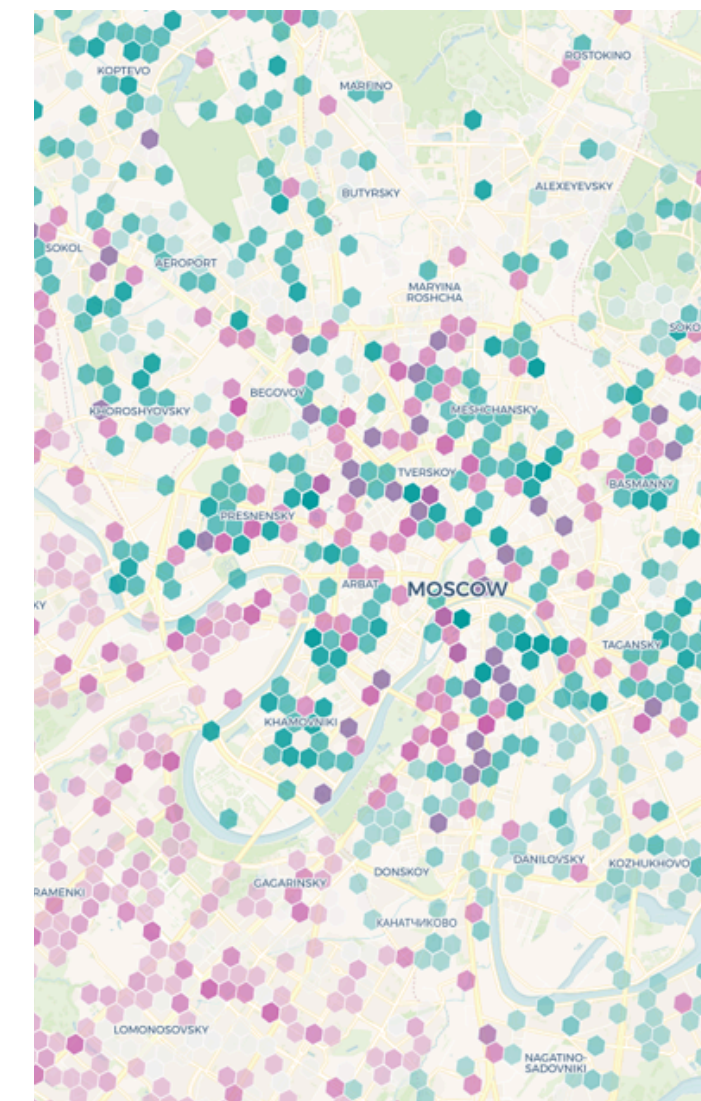 ROSTOKINO
KOPTEVO
MARFINO
BUTYRSKY
ALEXEYEVSKY
SOKOL
AEROPORT
MARYINA
ROSHCHA
SOKO
BEGOVOY
KHOROSHYOVSKY
MESHCHANSKY
TVERSKOY
BASMANNY
PRESNENSKY
ARBAT
MOSCOW
KY
TAGANSKY
KHAMOVNIKI
DANILOVSKY
KOZHUKHOVO
DONSKOY
GAGARINSKY
RAMENKI
КАНАТЧИКОВО
LOMONOSOVSKY
NAGATINO-
SADOVNIKI